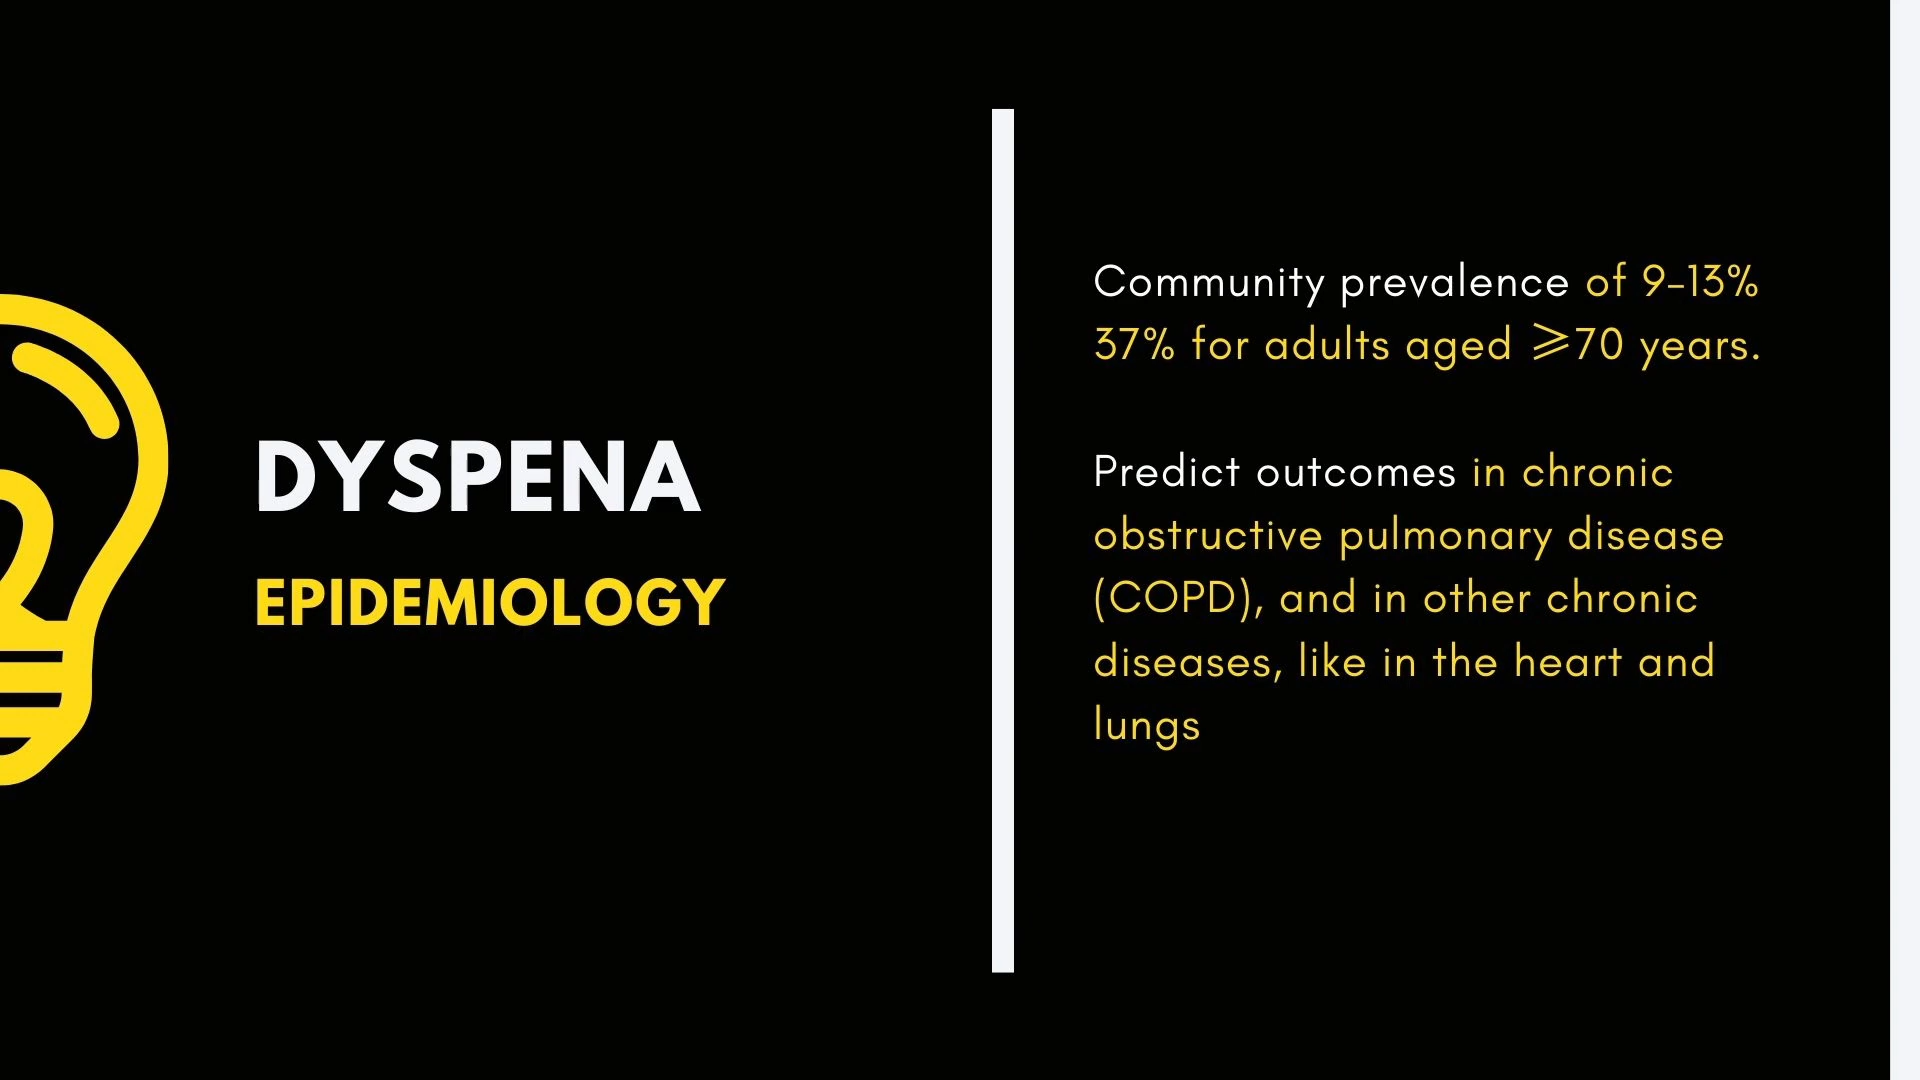 DYSPENA
EPIDEMIOLOGY
Community prevalence of 9–13%
37% for adults aged ⩾70 years.
Predict outcomes in chronic
obstructive pulmonary disease
(COPD), and in other chronic
diseases, like in the heart and
lungs